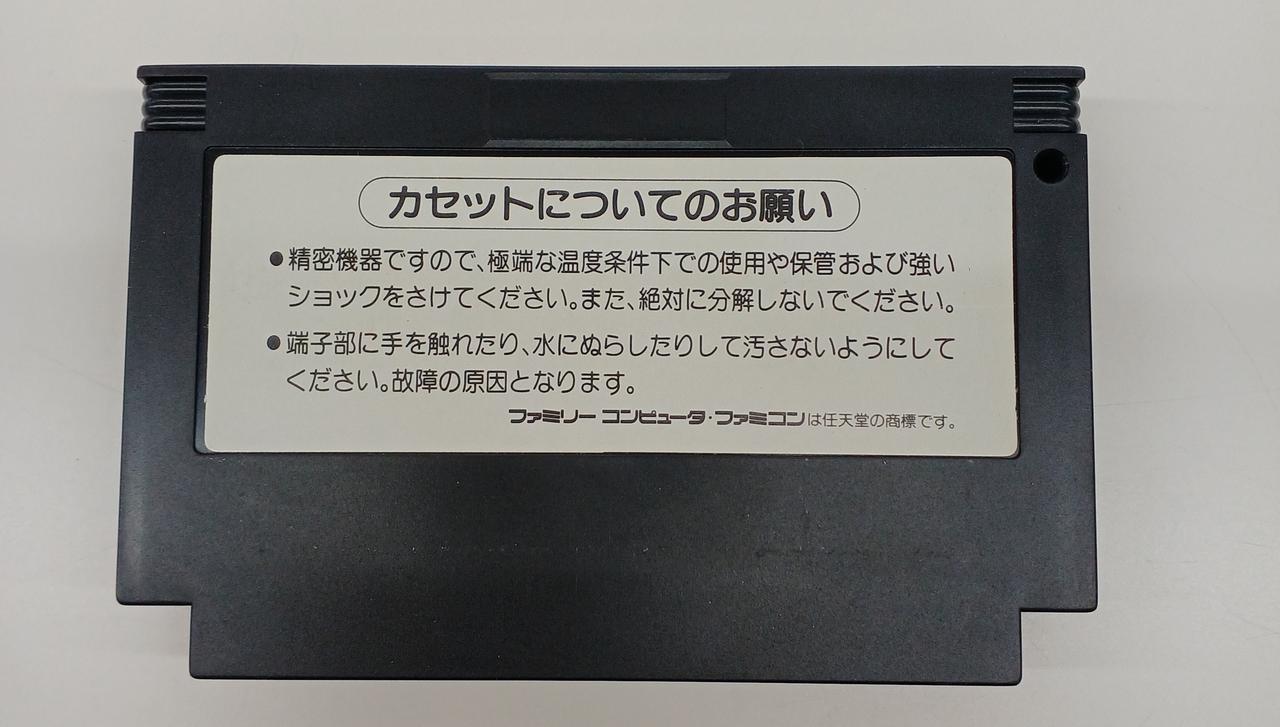 カセットについてのお願い
●精密機器ですので、極端な温度条件下での使用や保管および強い
ショックをさけてください。また、絶対に分解しないでください。
●端子部に手を触れたり、水にぬらしたりして汚さないようにして
ください。故障の原因となります。
ファミリー コンピュータ・ファミコンは任天堂の商標です。